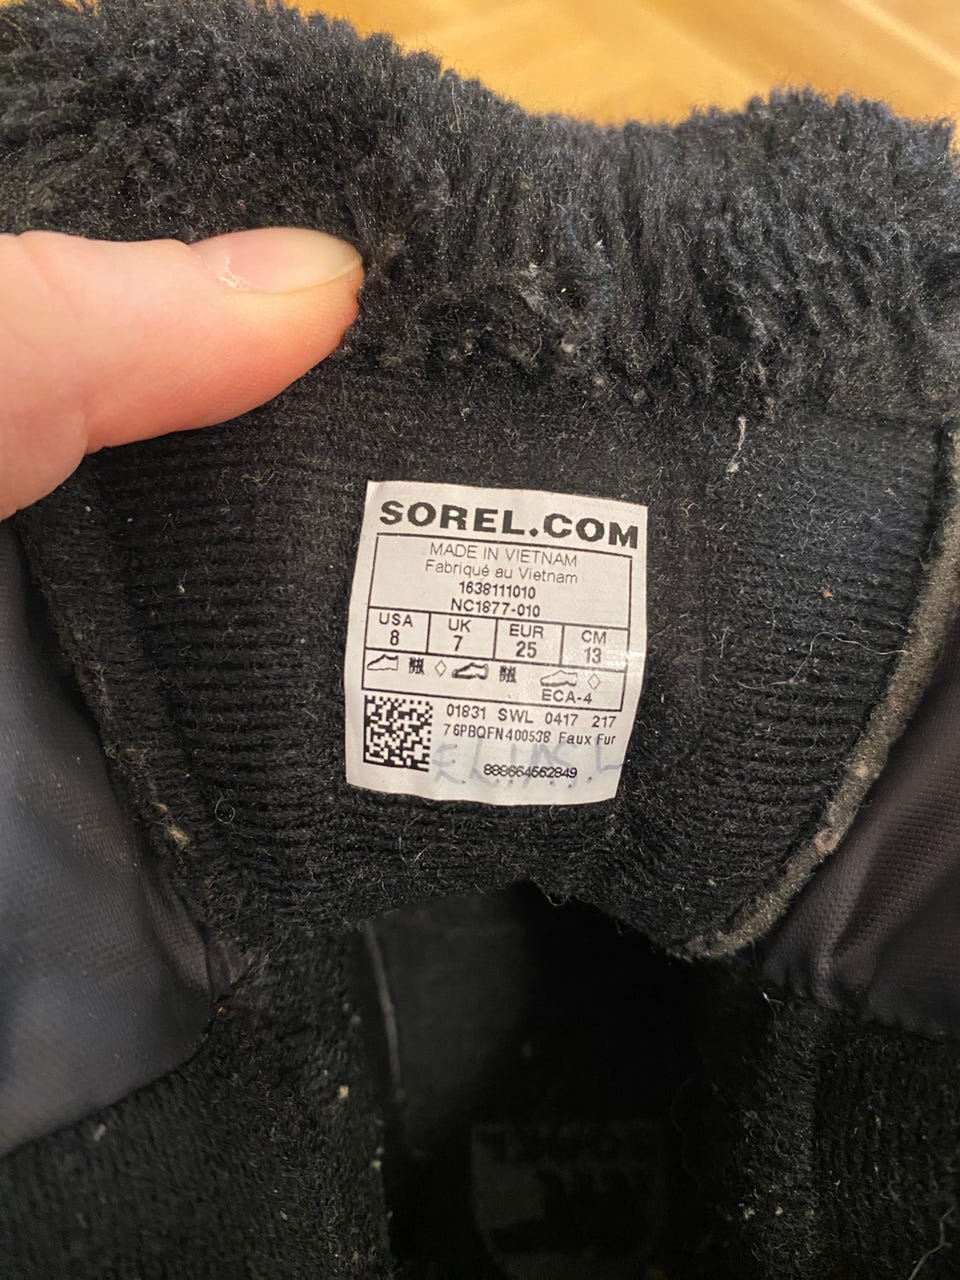 SOREL.COM
MADE IN VIETNAM
Fabriqué au Vietnam
1638111010
NC1877-010
USA UK EUR CM
8 7 25 13
ECA-4
01831 SWL 0417 217
76PBQFN400538 Faux Fur
ELIAS L
888664562849